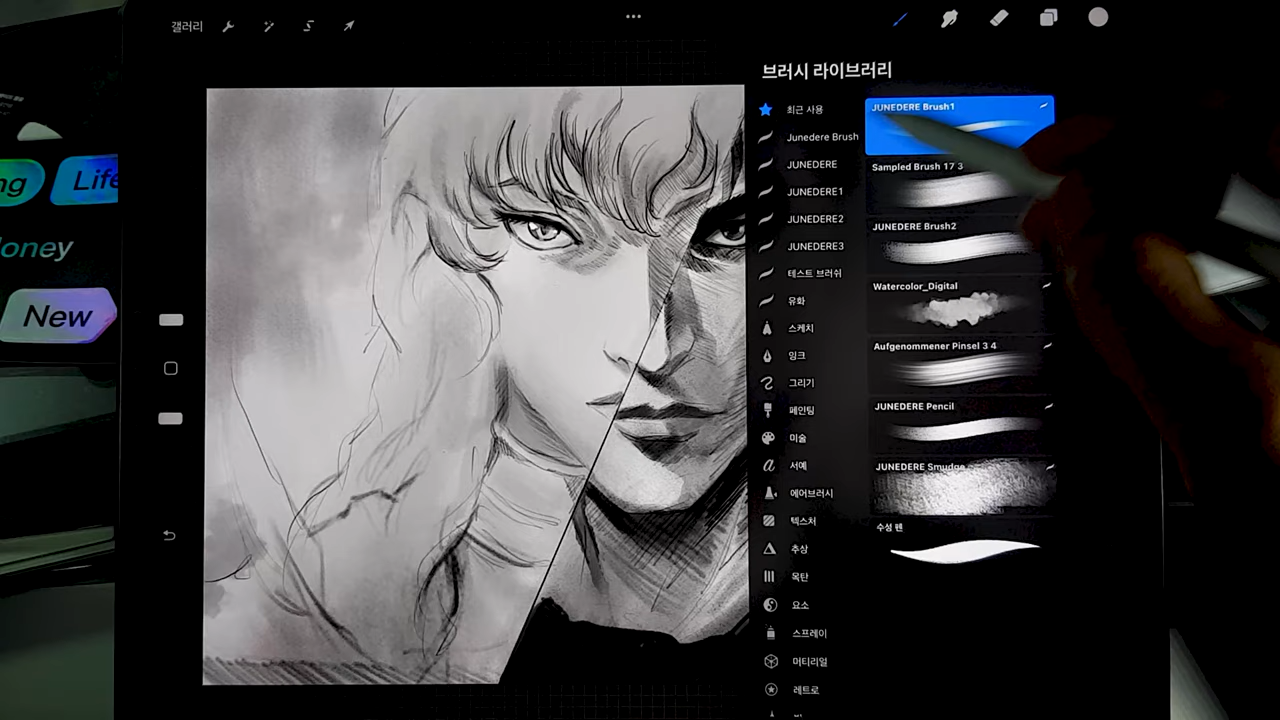 갤러리
브러시 라이브러리
최근 사용
Junedere Brush
JUNEDERE
JUNEDERE1
JUNEDERE2
JUNEDERE3
테스트 브러쉬
유화
스케치
잉크
그리기
페인팅
미술
서예
에어브러시
텍스처
추상
목탄
요소
스프레이
머티리얼
레트로
JUNEDERE Brush1
Sampled Brush 17 3
JUNEDERE Brush2
Watercolor_Digital
Aufgenommener Pinsel 3 4
JUNEDERE Pencil
JUNEDERE Smudge
수성 펜
ng
Life
oney
New